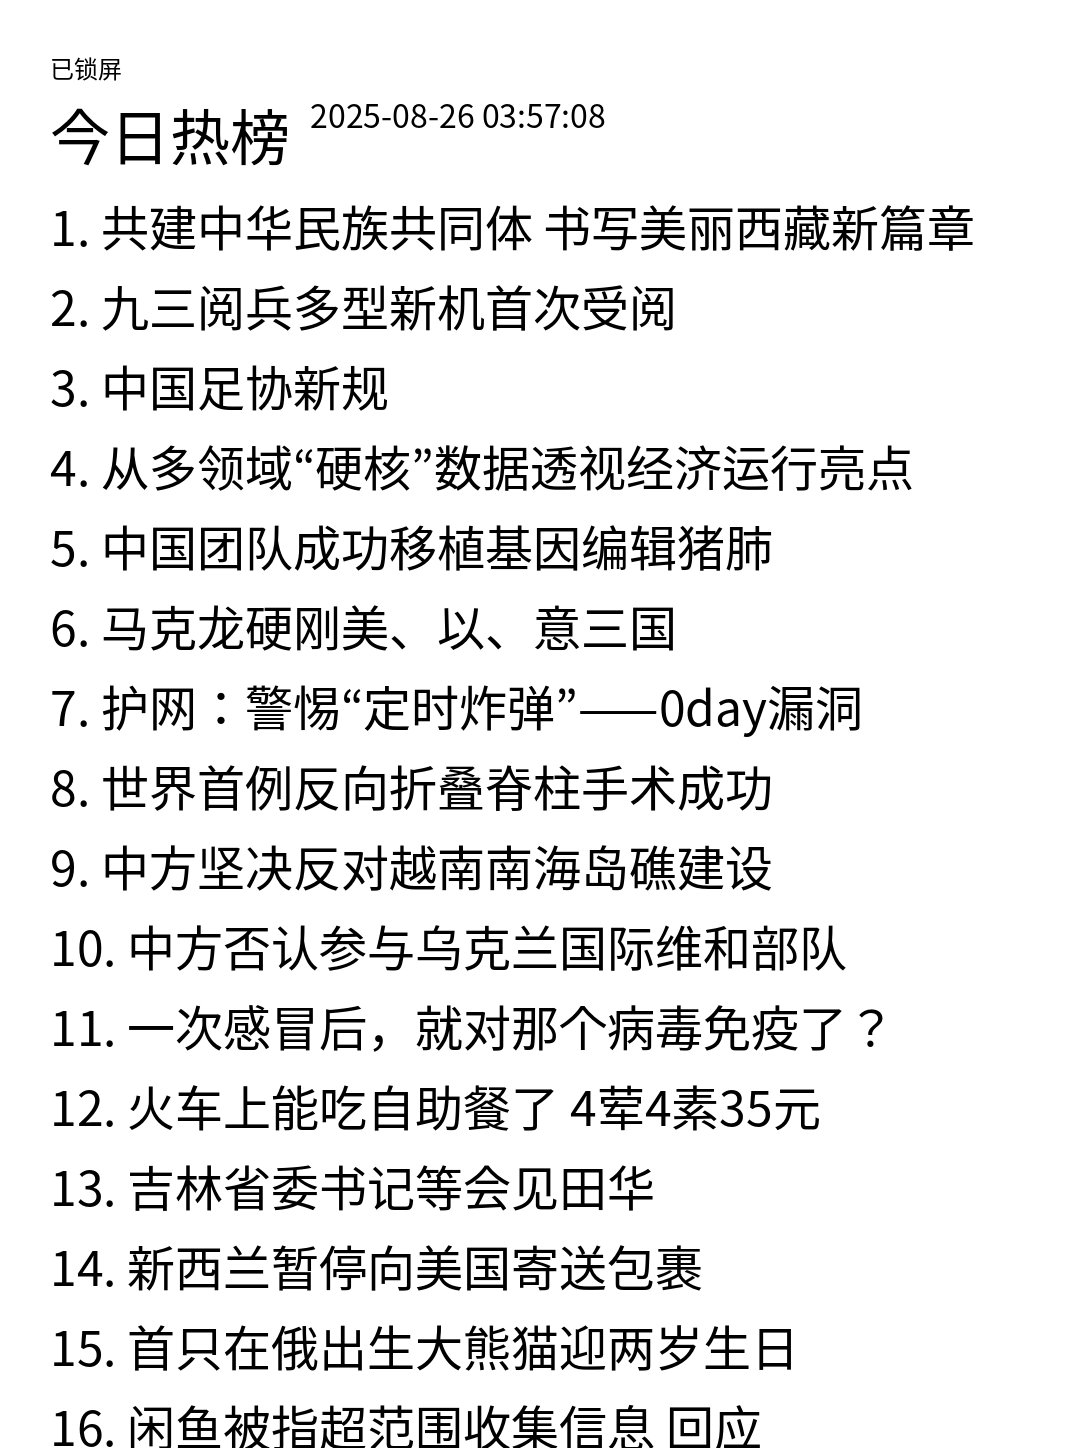 已锁屏
今日热榜 2025-08-26 03:57:08
1. 共建中华民族共同体 书写美丽西藏新篇章
2. 九三阅兵多型新机首次受阅
3. 中国足协新规
4. 从多领域“硬核”数据透视经济运行亮点
5. 中国团队成功移植基因编辑猪肺
6. 马克龙硬刚美、以、意三国
7. 护网：警惕“定时炸弹”——0day漏洞
8. 世界首例反向折叠脊柱手术成功
9. 中方坚决反对越南南海岛礁建设
10. 中方否认参与乌克兰国际维和部队
11. 一次感冒后，就对那个病毒免疫了？
12. 火车上能吃自助餐了 4荤4素35元
13. 吉林省委书记等会见田华
14. 新西兰暂停向美国寄送包裹
15. 首只在俄出生大熊猫迎两岁生日
16. 闲鱼被指超范围收集信息 回应